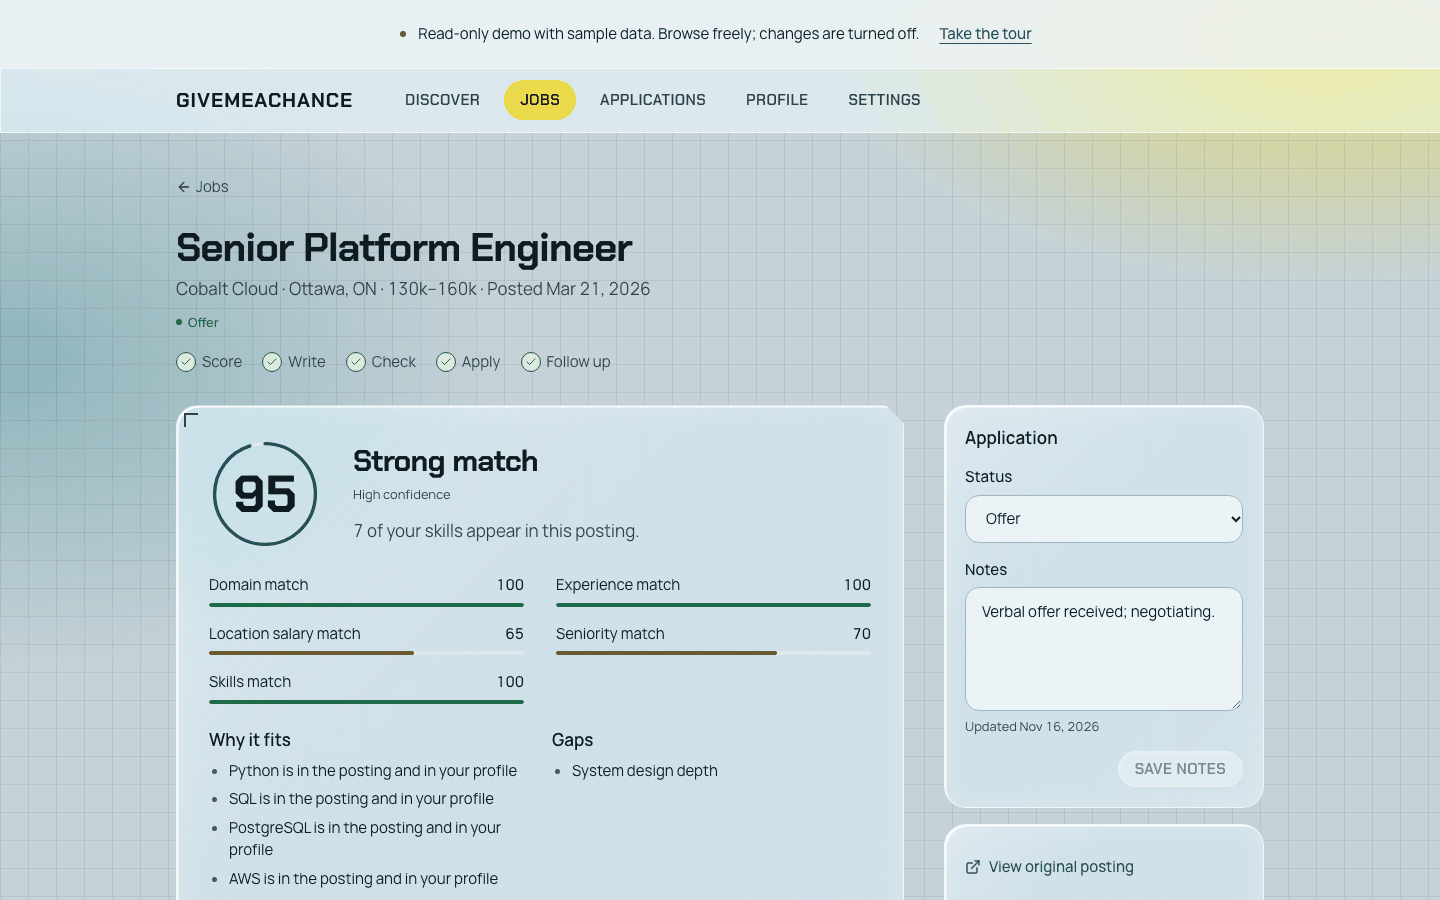 Read-only demo with sample data. Browse freely; changes are turned off. Take the tour
GIVEMEACHANCE DISCOVER JOBS APPLICATIONS PROFILE SETTINGS
Jobs
Senior Platform Engineer
Cobalt Cloud · Ottawa, ON · 130k–160k · Posted Mar 21, 2026
Offer
Score Write Check Apply Follow up
95
Strong match
High confidence
7 of your skills appear in this posting.
Domain match 100
Experience match 100
Location salary match 65
Seniority match 70
Skills match 100
Why it fits
Python is in the posting and in your profile
SQL is in the posting and in your profile
PostgreSQL is in the posting and in your
profile
AWS is in the posting and in your profile
Gaps
System design depth
Application
Status
Offer
Notes
Verbal offer received; negotiating.
Updated Nov 16, 2026
SAVE NOTES
View original posting